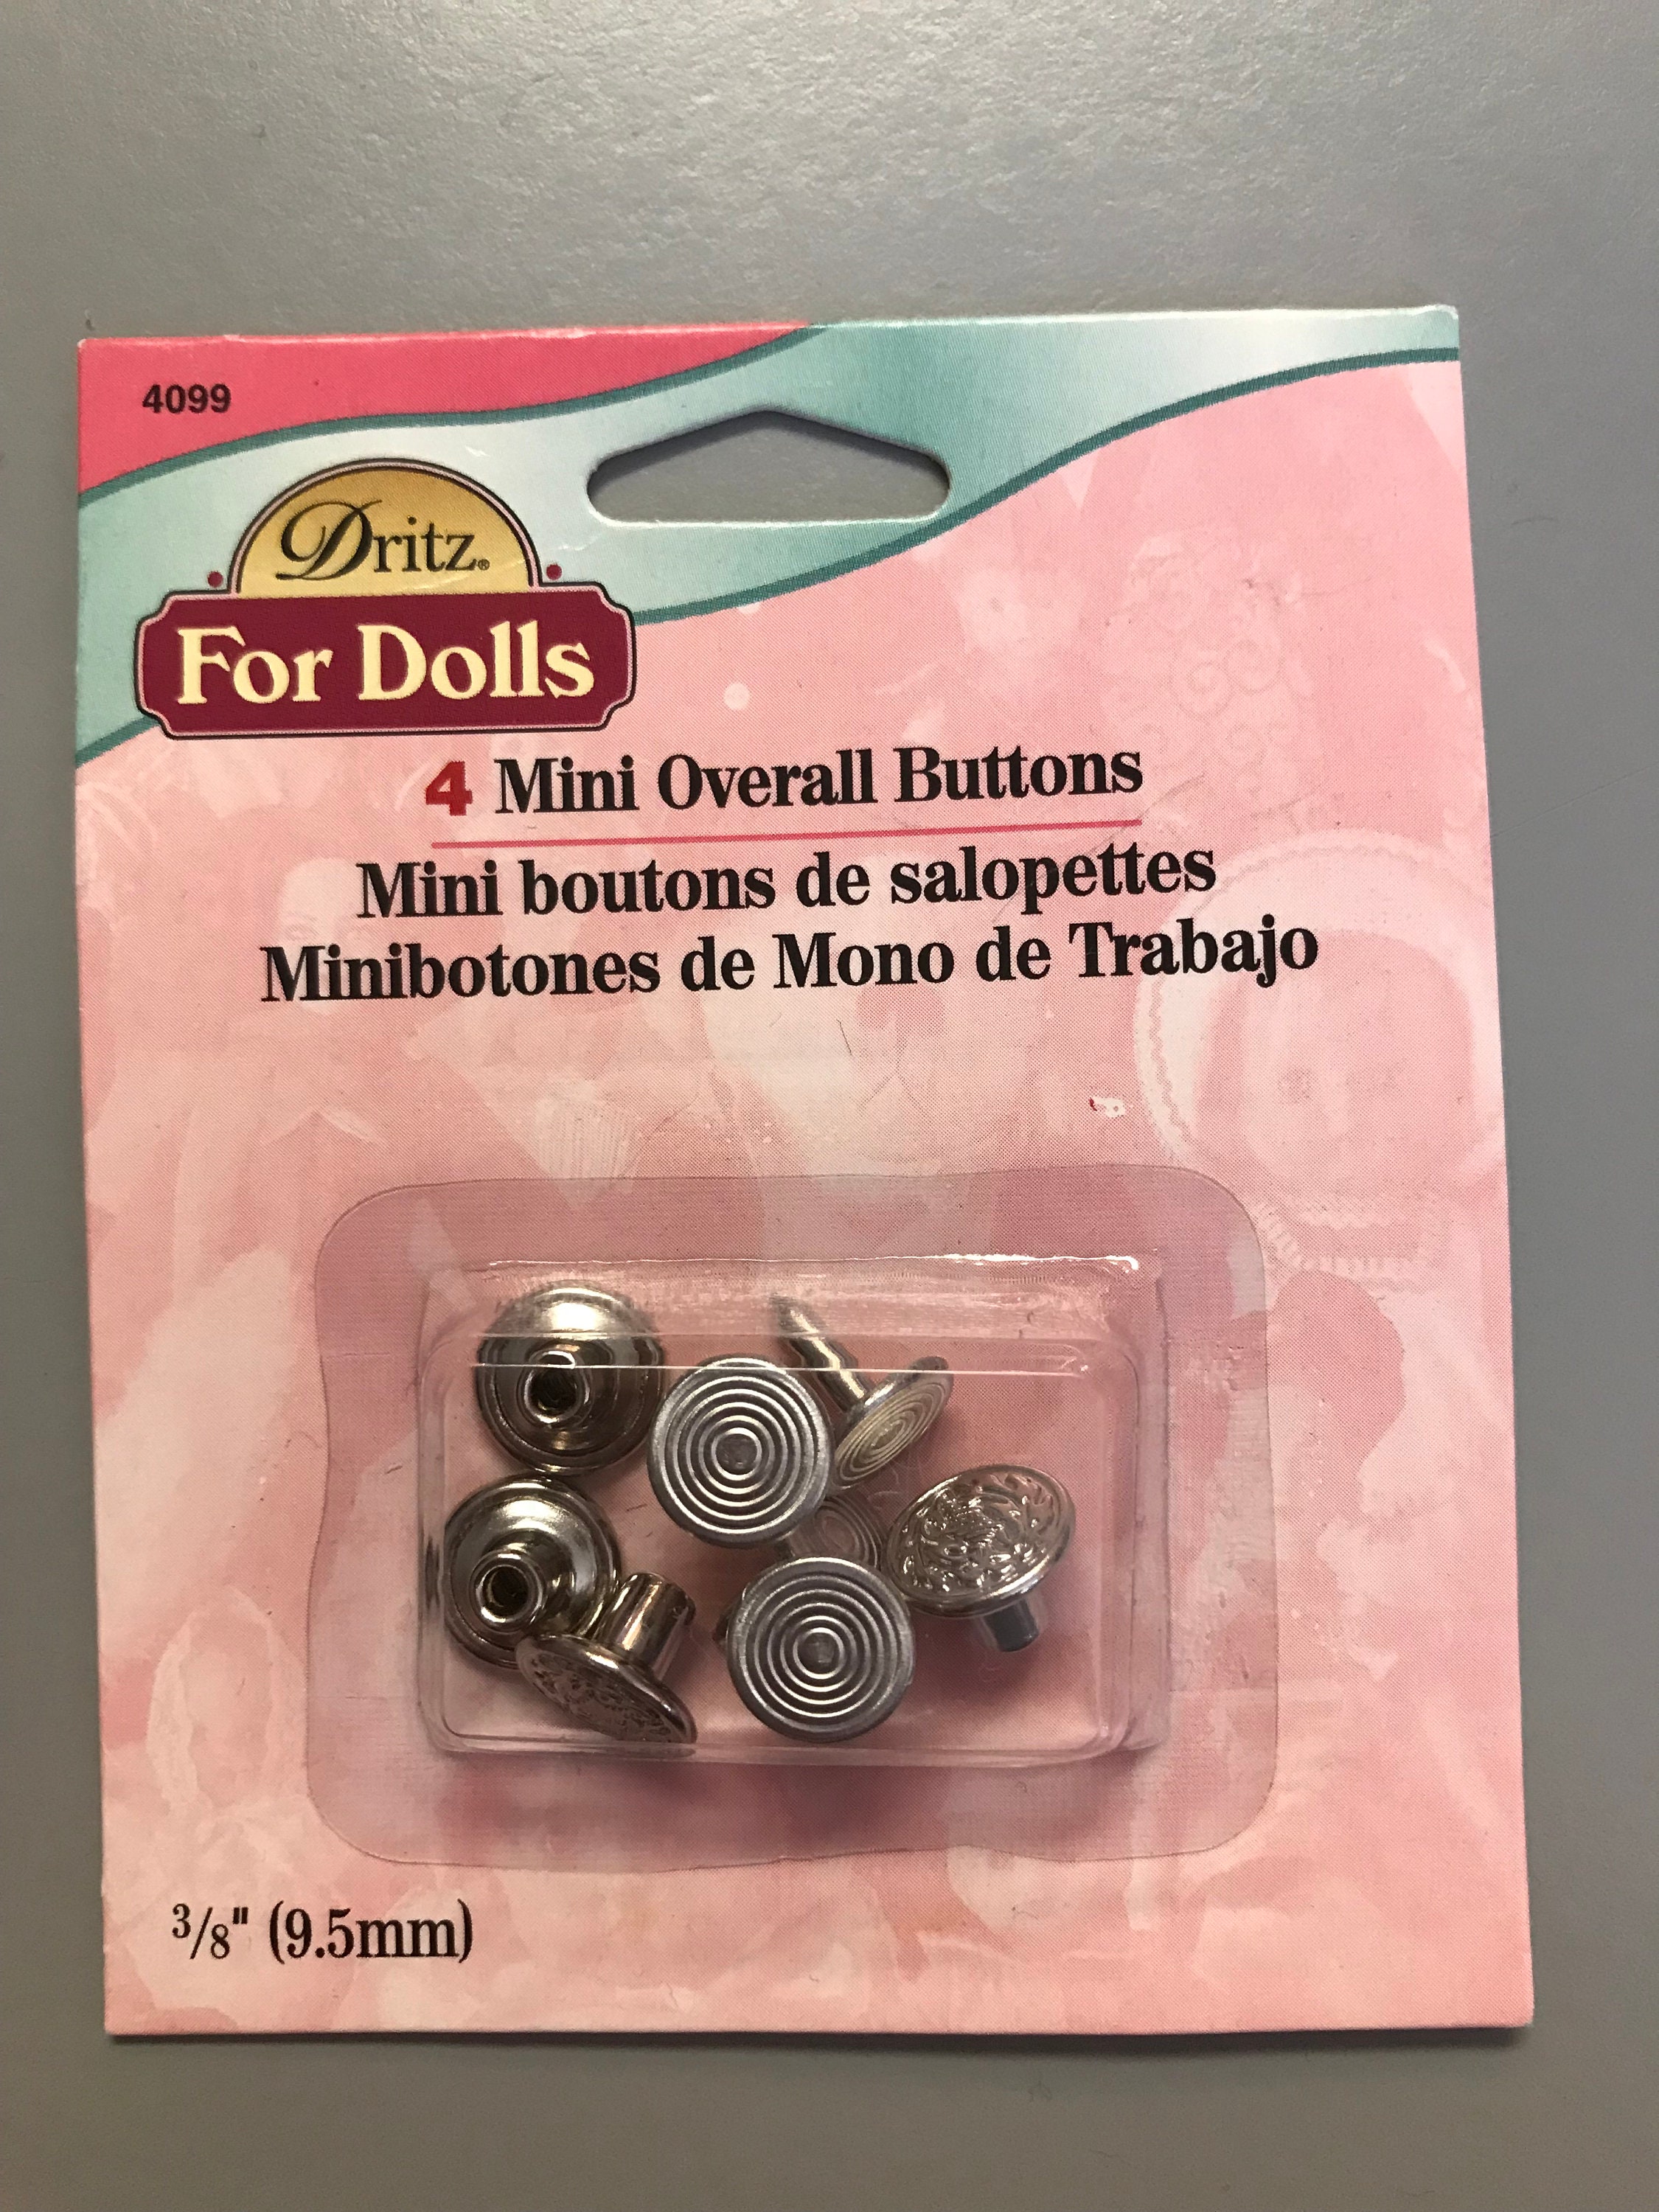 4099
Dritz®
For Dolls
4 Mini Overall Buttons
Mini boutons de salopettes
Minibotones de Mono de Trabajo
3/8" (9.5mm)